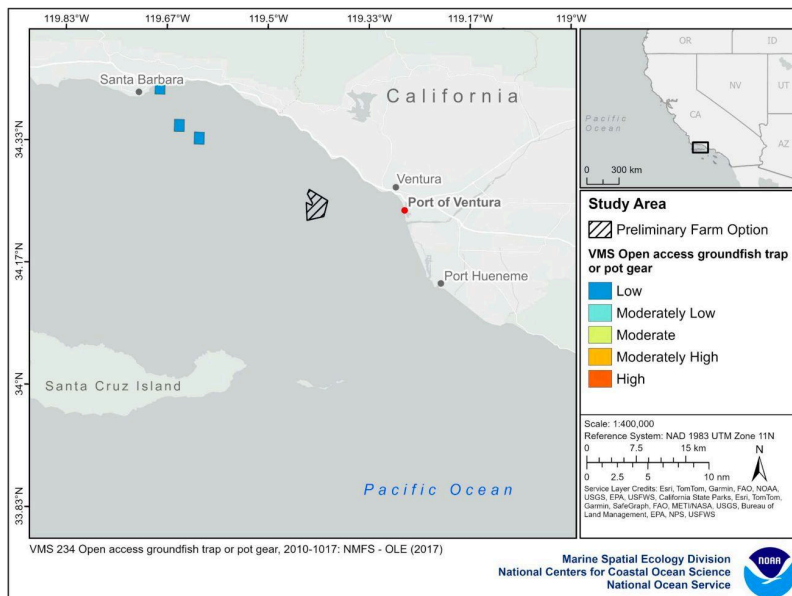 119.83°W 119.67°W 119.5°W 119.33°W 119.17°W 119°W
34.33°N
34.17°N
34°N
33.83°N
Santa Barbara
California
Ventura
Port of Ventura
Port Hueneme
Santa Cruz Island
Pacific Ocean
OR ID
NV UT
CA
AZ
Pacific
Ocean
0 300 km
Study Area
Preliminary Farm Option
VMS Open access groundfish trap
or pot gear
Low
Moderately Low
Moderate
Moderately High
High
Scale: 1:400,000
Reference System: NAD 1983 UTM Zone 11N
0 7.5 15 km
N
0 2.5 5 10 nm
Service Layer Credits: Esri, TomTom, Garmin, FAO, NOAA,
USGS, EPA, USFWS, California State Parks, Esri, TomTom,
Garmin, SafeGraph, FAO, METI/NASA, USGS, Bureau of
Land Management, EPA, NPS, USFWS
VMS 234 Open access groundfish trap or pot gear, 2010-1017: NMFS - OLE (2017)
Marine Spatial Ecology Division
National Centers for Coastal Ocean Science
National Ocean Service
NOAA